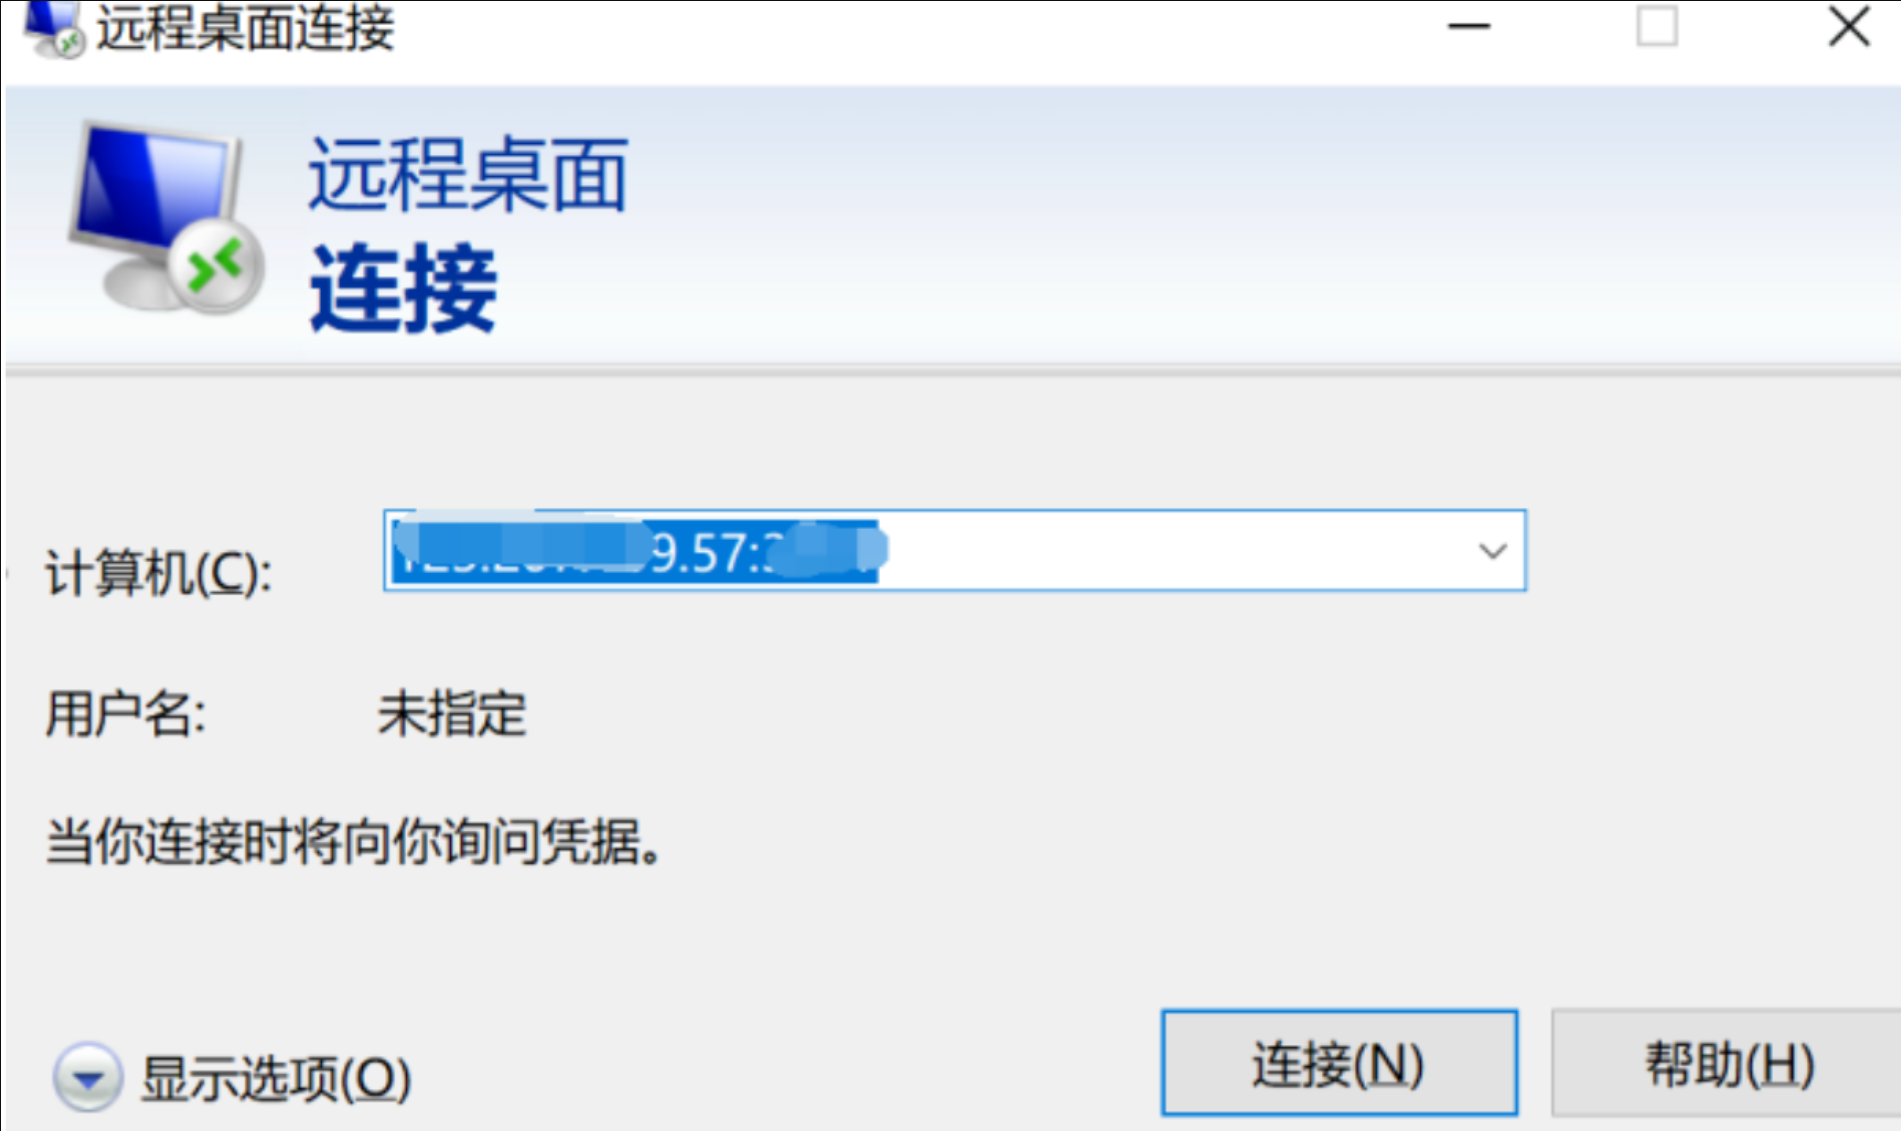 远程桌面连接
远程桌面
连接
计算机(C):
9.57:
用户名: 未指定
当你连接时将向你询问凭据。
显示选项(O) 连接(N) 帮助(H)